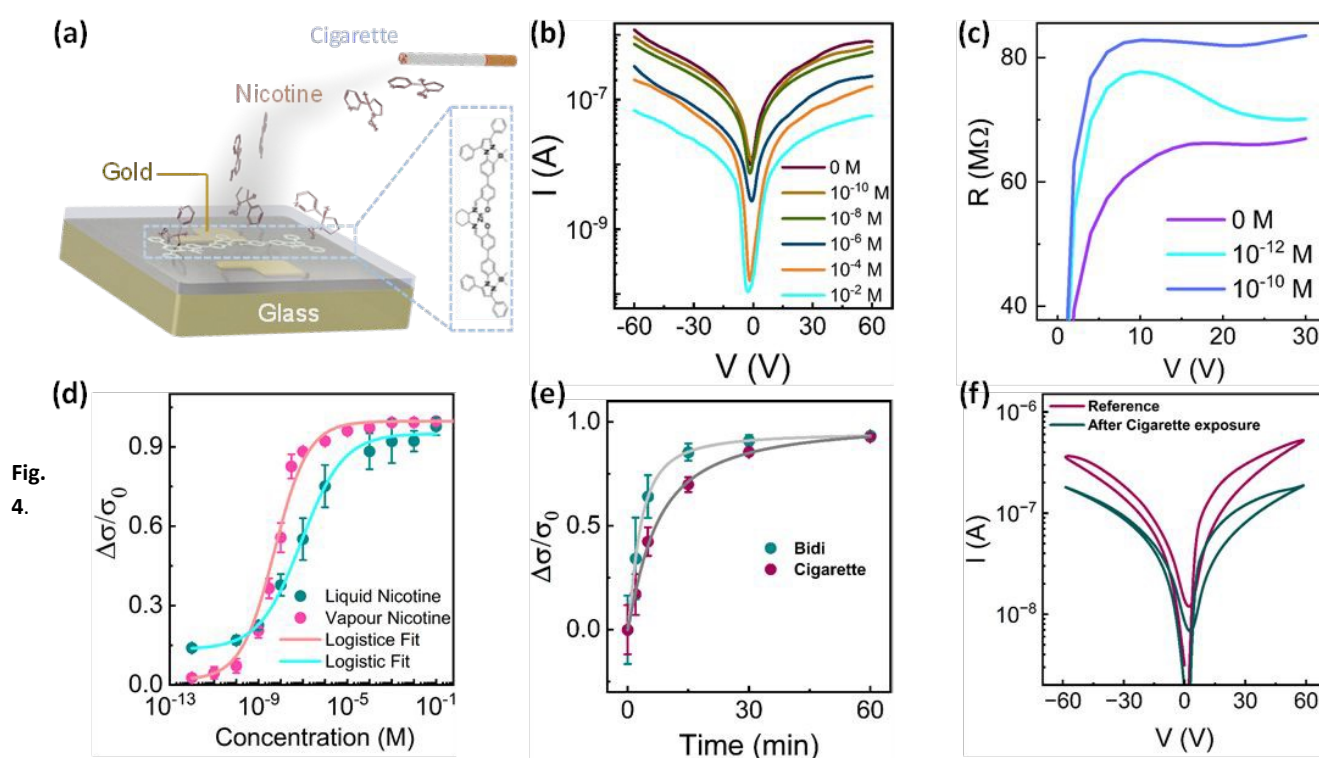 (a)
Cigarette
Nicotine
Gold
Glass
(b)
I (A)
10⁻⁷
10⁻⁹
0 M
10⁻¹⁰ M
10⁻⁸ M
10⁻⁶ M
10⁻⁴ M
10⁻² M
-60 -30 0 30 60
V (V)
(c)
R (MΩ)
80
60
40
0 M
10⁻¹² M
10⁻¹⁰ M
0 10 20 30
V (V)
Fig.
4.
(d)
Δσ/σ₀
0.9
0.6
0.3
0.0
Liquid Nicotine
Vapour Nicotine
Logistice Fit
Logistic Fit
10⁻¹³ 10⁻⁹ 10⁻⁵ 10⁻¹
Concentration (M)
(e)
Δσ/σ₀
1.0
0.5
0.0
Bidi
Cigarette
0 30 60
Time (min)
(f)
I (A)
10⁻⁶
10⁻⁷
10⁻⁸
Reference
After Cigarette exposure
-60 -30 0 30 60
V (V)